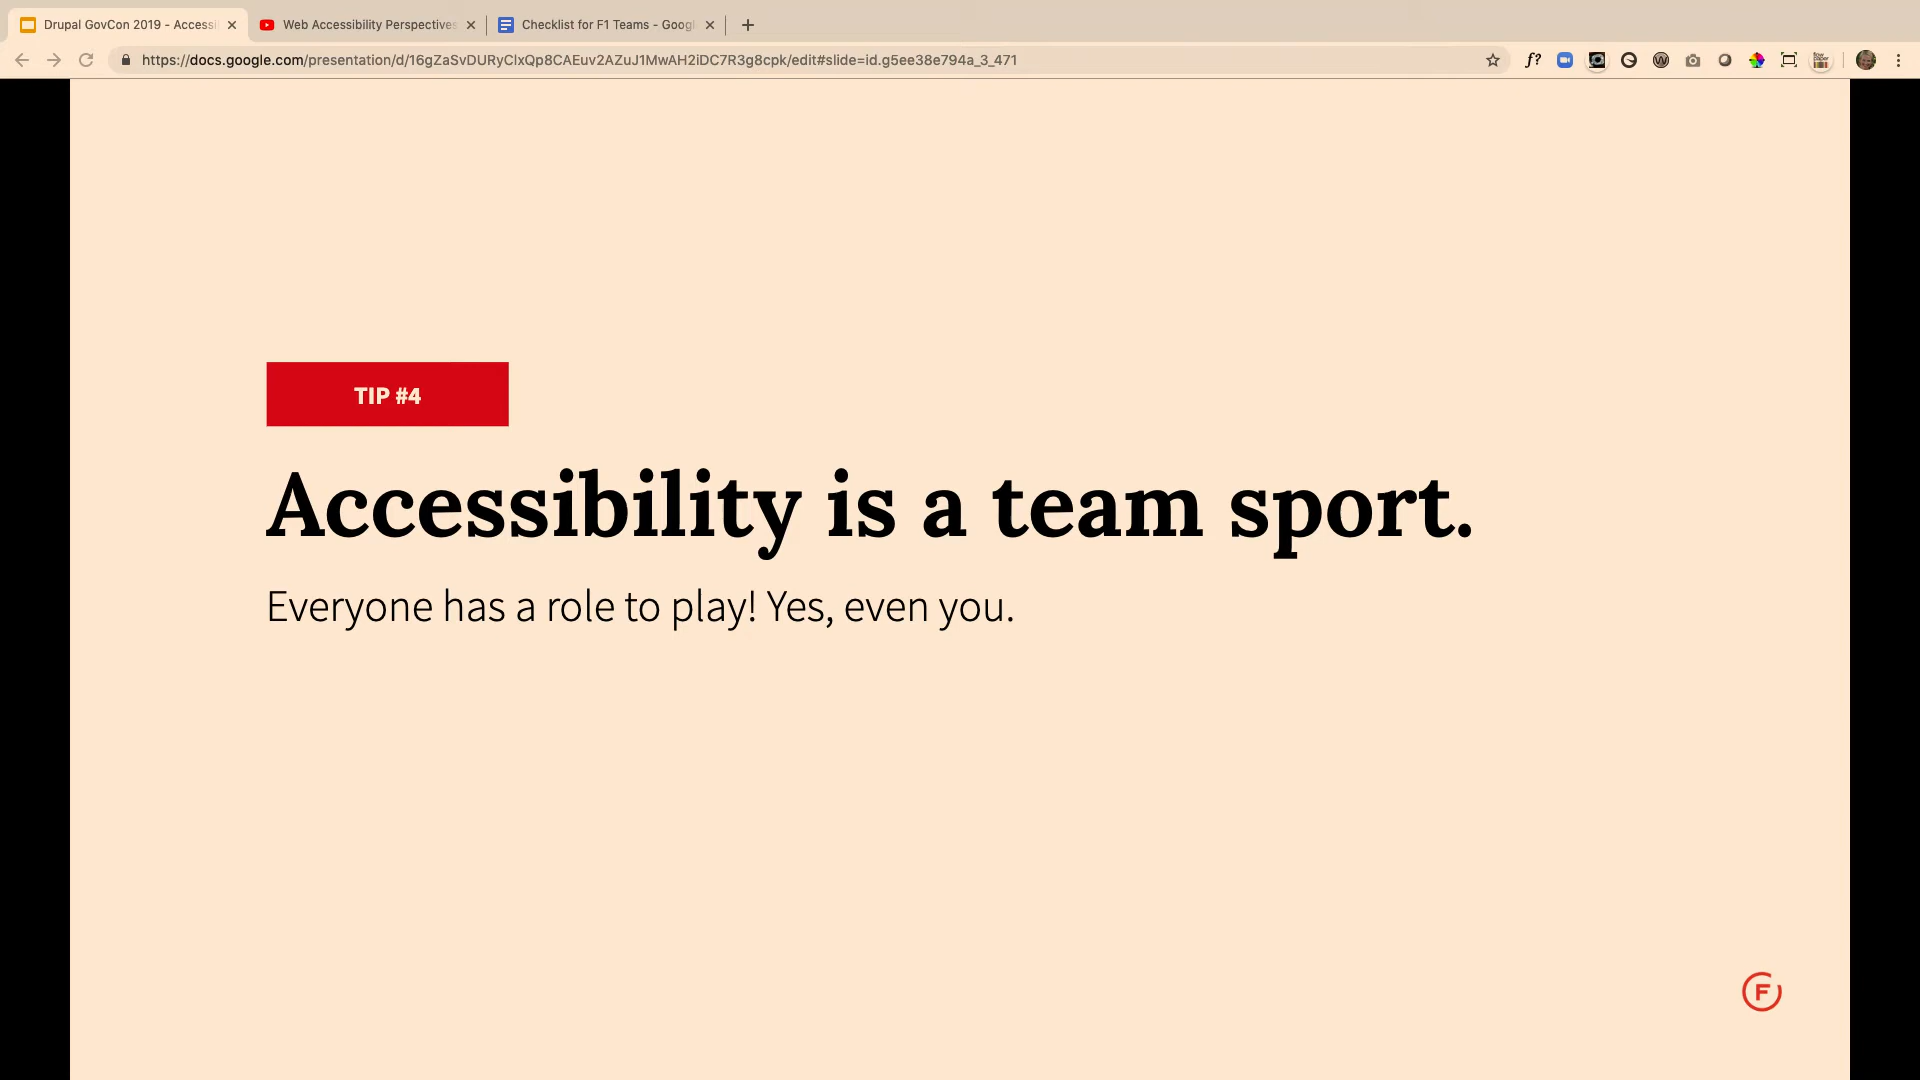 Drupal GovCon 2019 - Accessi
Web Accessibility Perspectives
Checklist for F1 Teams - Googl
https://docs.google.com/presentation/d/16gZaSvDURyClxQp8CAEuv2AZuJ1MwAH2iDC7R3g8cpk/edit#slide=id.g5ee38e794a_3_471
f?
TIP #4
Accessibility is a team sport.
Everyone has a role to play! Yes, even you.
F